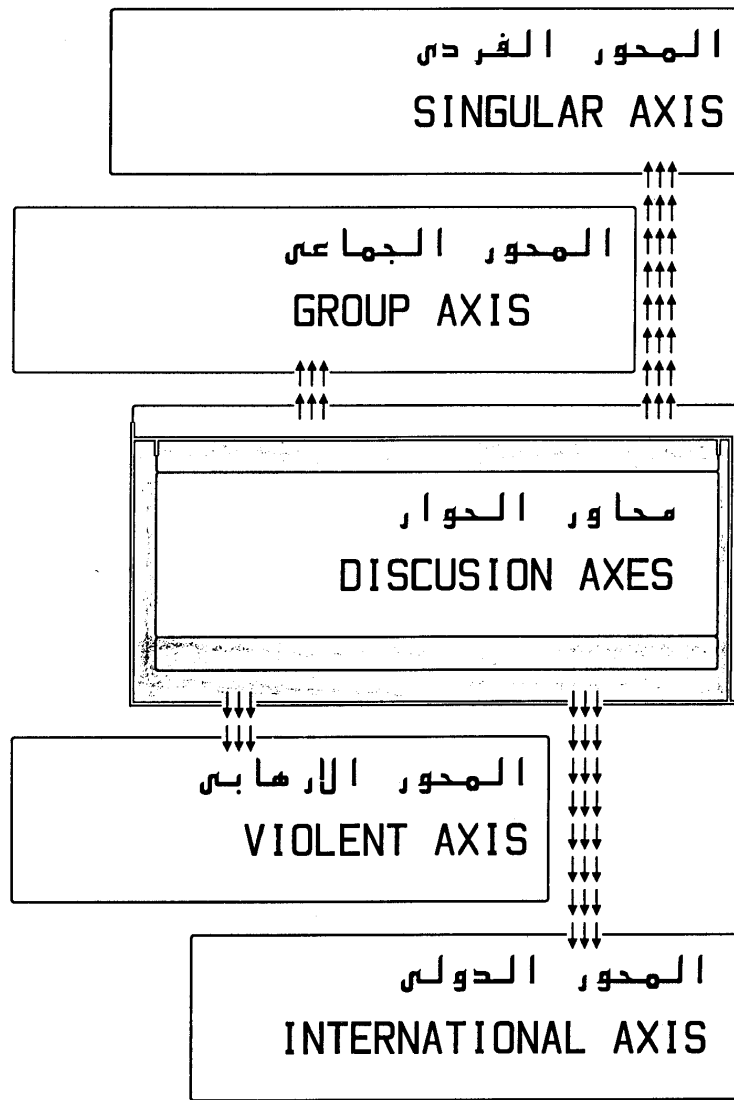 المحور الفردى
SINGULAR AXIS
المحور الجماعى
GROUP AXIS
محاور الحوار
DISCUSION AXES
المحور الارهابى
VIOLENT AXIS
المحور الدولى
INTERNATIONAL AXIS